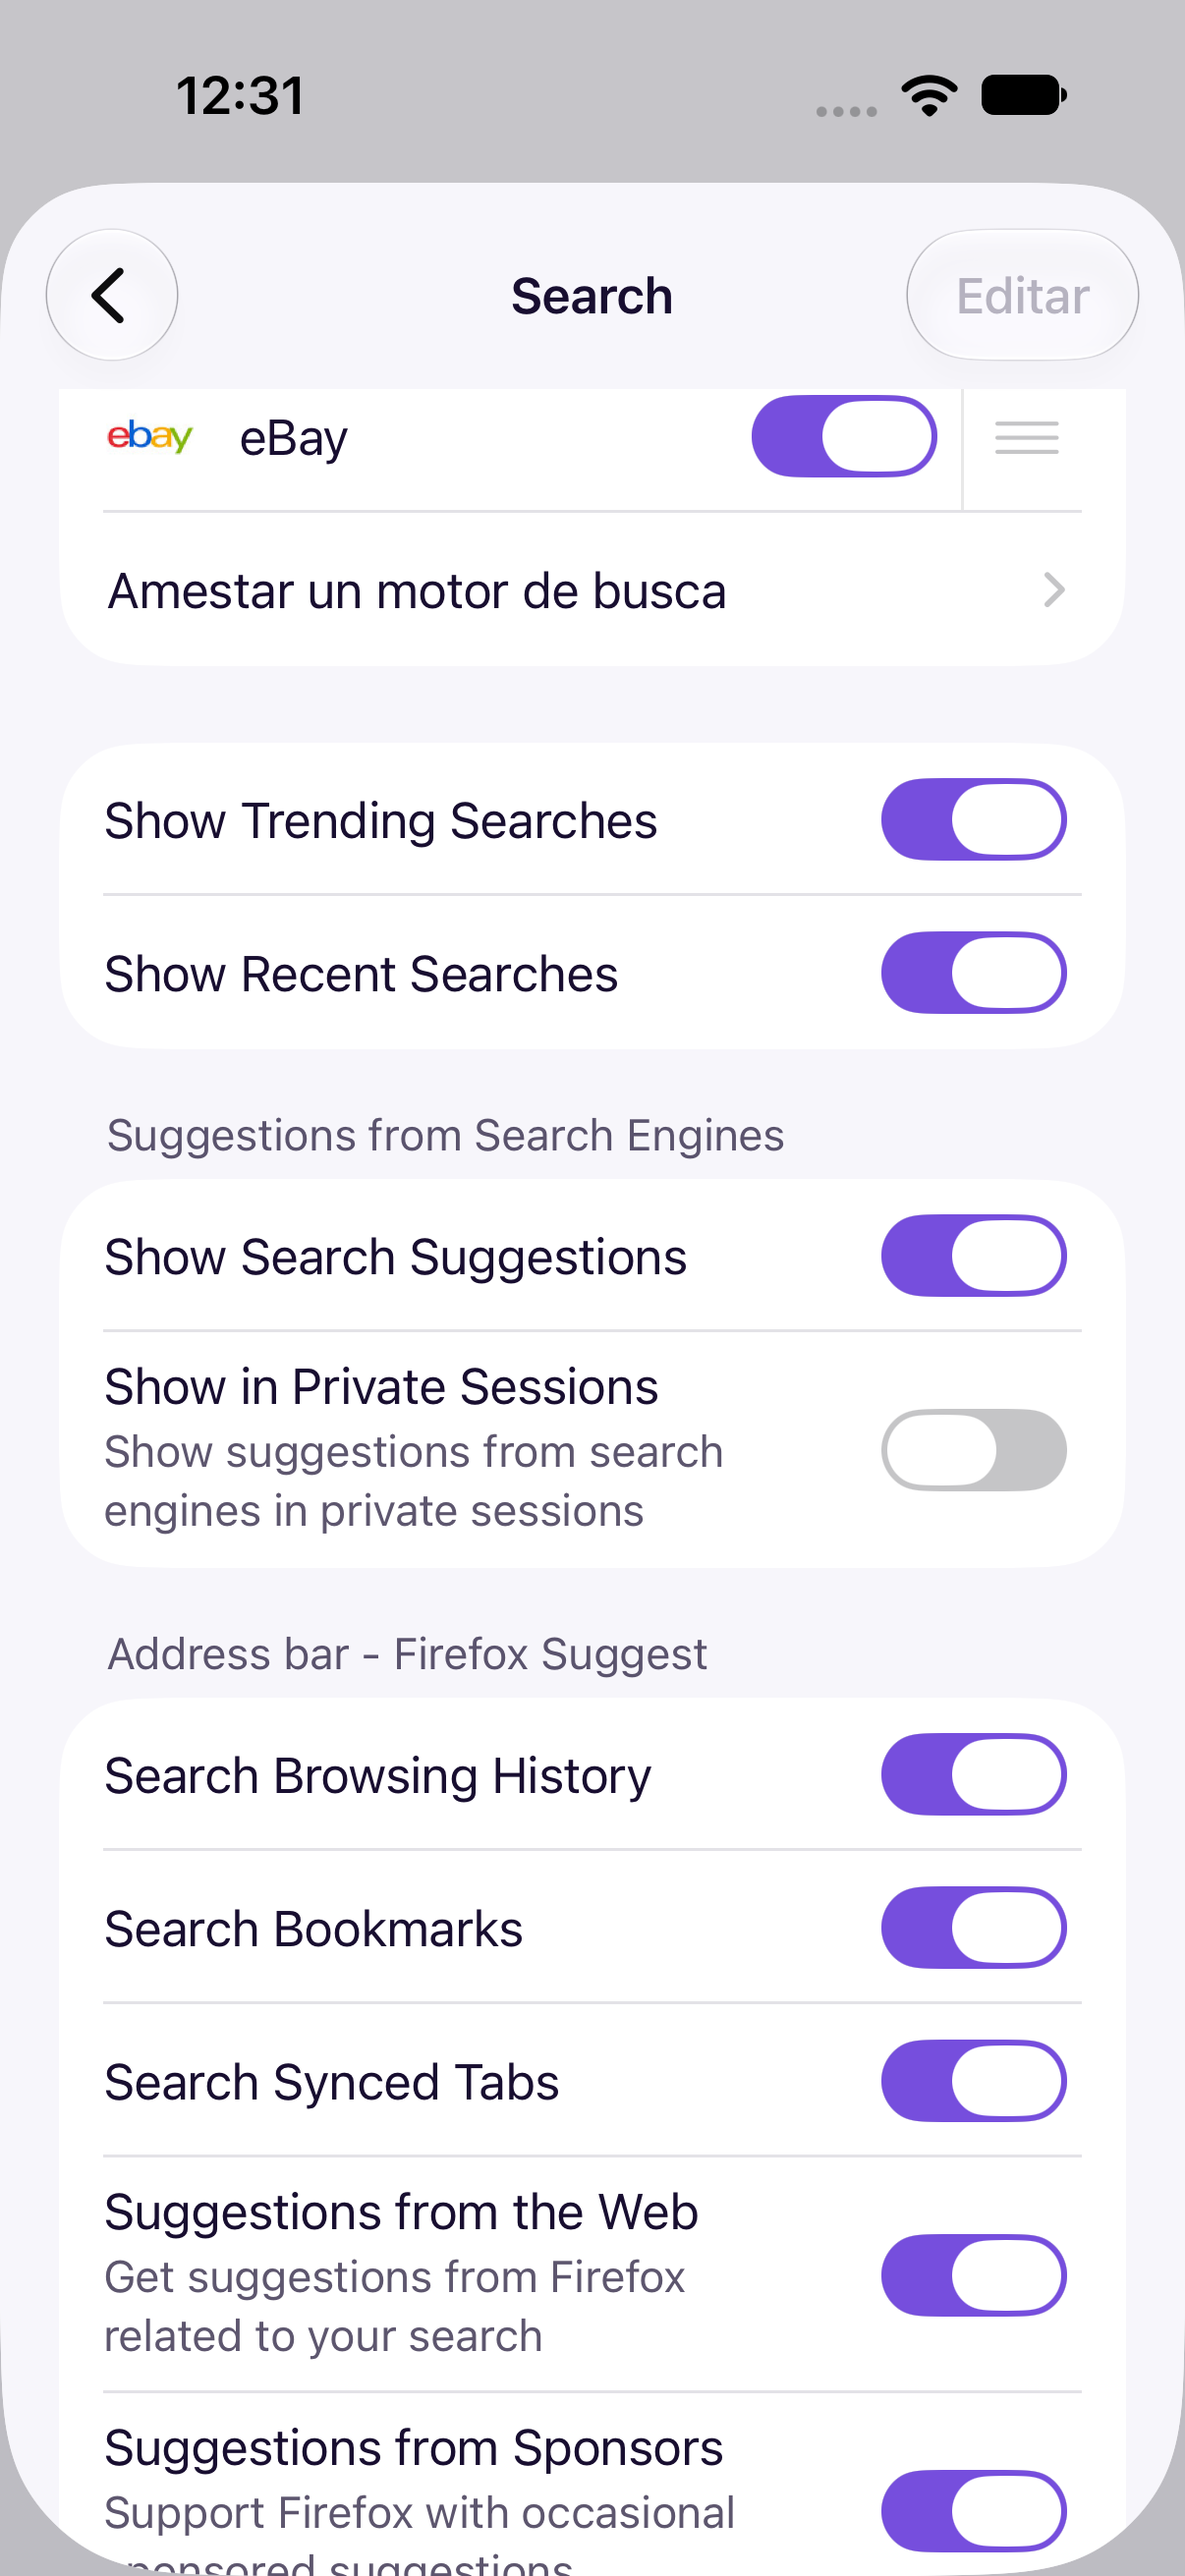 12:31
Search
Editar
ebay eBay
Amestar un motor de busca
Show Trending Searches
Show Recent Searches
Suggestions from Search Engines
Show Search Suggestions
Show in Private Sessions
Show suggestions from search
engines in private sessions
Address bar - Firefox Suggest
Search Browsing History
Search Bookmarks
Search Synced Tabs
Suggestions from the Web
Get suggestions from Firefox
related to your search
Suggestions from Sponsors
Support Firefox with occasional
sponsored suggestions